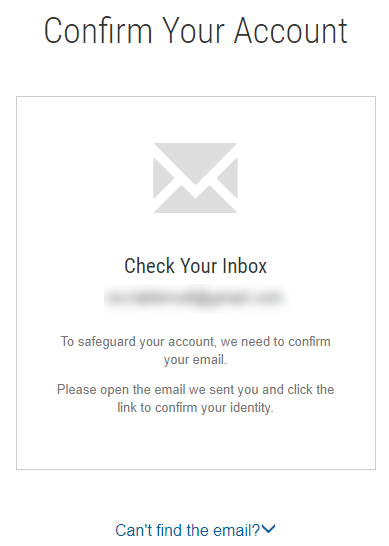 Confirm Your Account
Check Your Inbox
To safeguard your account, we need to confirm
your email.
Please open the email we sent you and click the
link to confirm your identity.
Can't find the email?